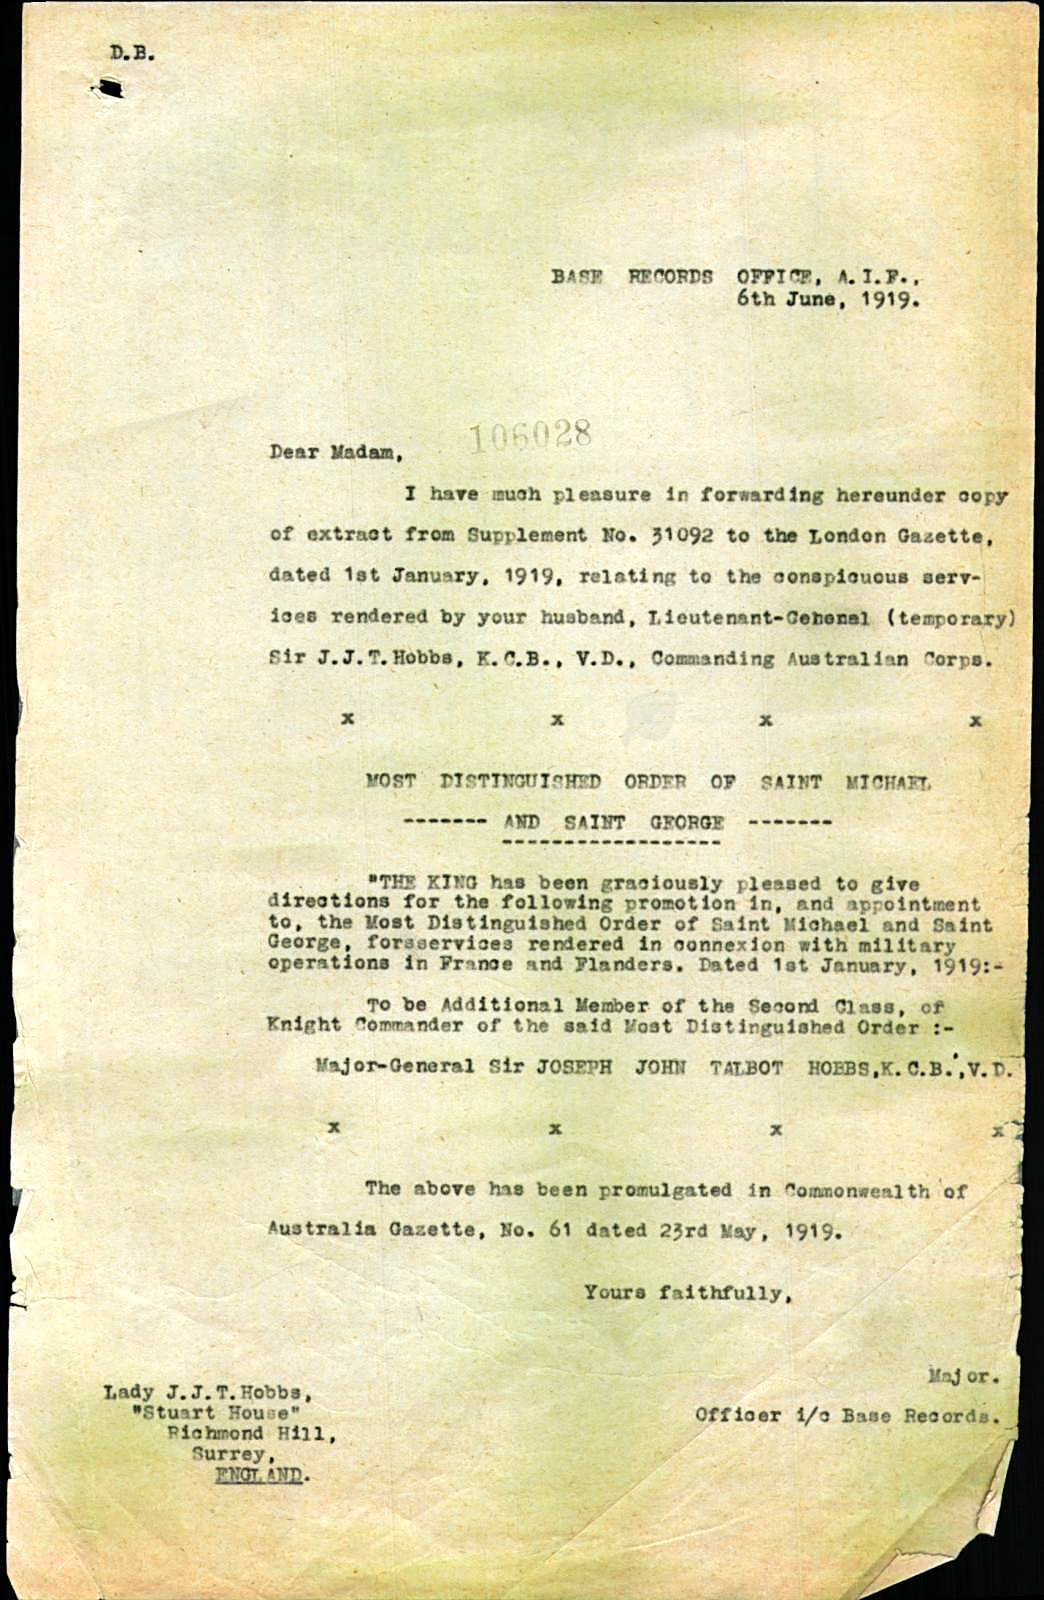 D.B.
BASE RECORDS OFFICE, A.I.F.,
6th June, 1919.
106028
Dear Madam,
I have much pleasure in forwarding hereunder copy
of extract from Supplement No. 31092 to the London Gazette,
dated 1st January, 1919, relating to the conspicuous serv-
ices rendered by your husband, Lieutenant-Gehenal (temporary)
Sir J.J.T.Hobbs, K.C.B., V.D., Commanding Australian Corps.
x x x x
MOST DISTINGUISHED ORDER OF SAINT MICHAEL
------- AND SAINT GEORGE -------
------------------
"THE KING has been graciously pleased to give
directions for the following promotion in, and appointment
to, the Most Distinguished Order of Saint Michael and Saint
George, forsservices rendered in connexion with military
operations in France and Flanders. Dated 1st January, 1919:-
To be Additional Member of the Second Class, of
Knight Commander of the said Most Distinguished Order :-
Major-General Sir JOSEPH JOHN TALBOT HOBBS,K.C.B.,V.D.
x x x x
The above has been promulgated in Commonwealth of
Australia Gazette, No. 61 dated 23rd May, 1919.
Yours faithfully,
Major.
Officer i/c Base Records.
Lady J.J.T.Hobbs,
"Stuart House"
Richmond Hill,
Surrey,
ENGLAND.